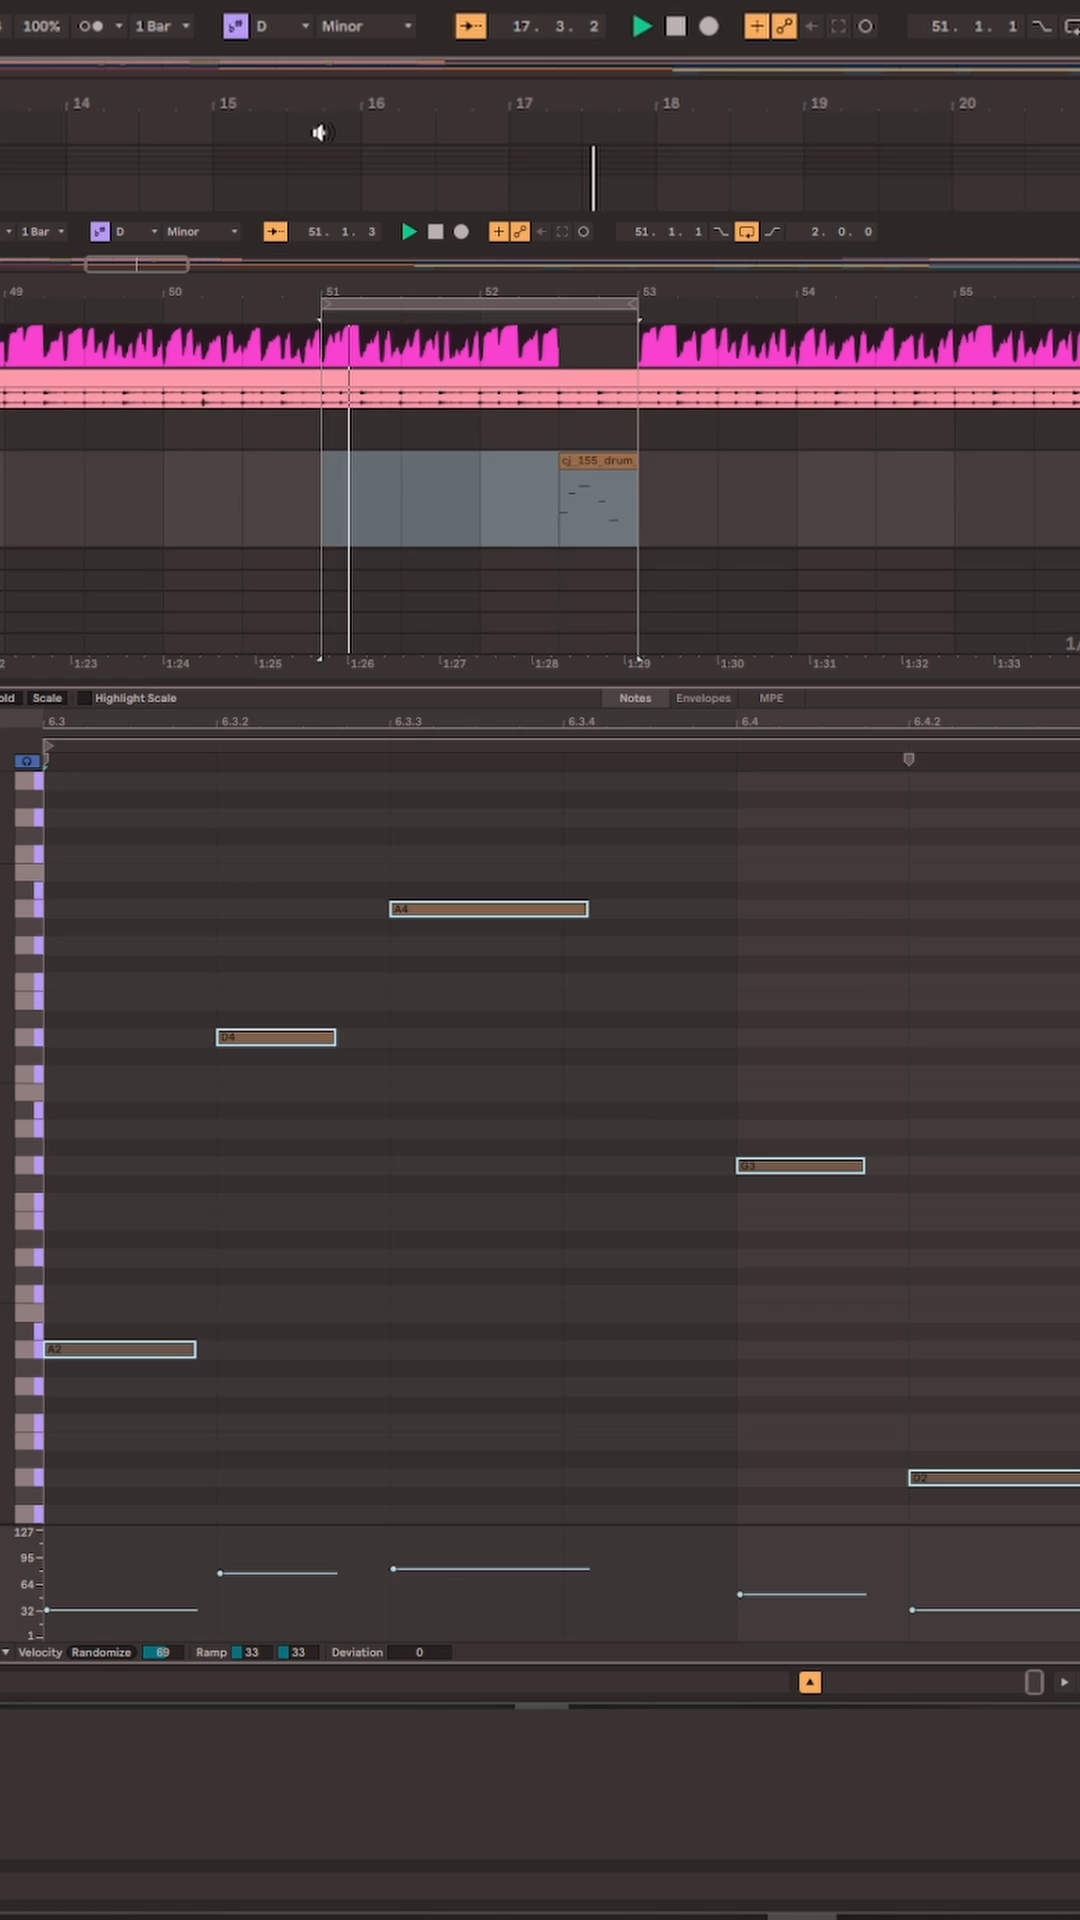 100% 1 Bar D Minor 17. 3. 2 51. 1. 1
14 15 16 17 18 19 20
1 Bar D Minor 51. 1. 3 51. 1. 1 2. 0. 0
49 50 51 52 53 54 55
cj_155_drum_
1/
2 1:23 1:24 1:25 1:26 1:27 1:28 1:29 1:30 1:31 1:32 1:33
old Scale Highlight Scale Notes Envelopes MPE
6.3 6.3.2 6.3.3 6.3.4 6.4 6.4.2
A4
D4
G3
A2
D2
127
95
64
32
1
Velocity Randomize 69 Ramp 33 33 Deviation 0